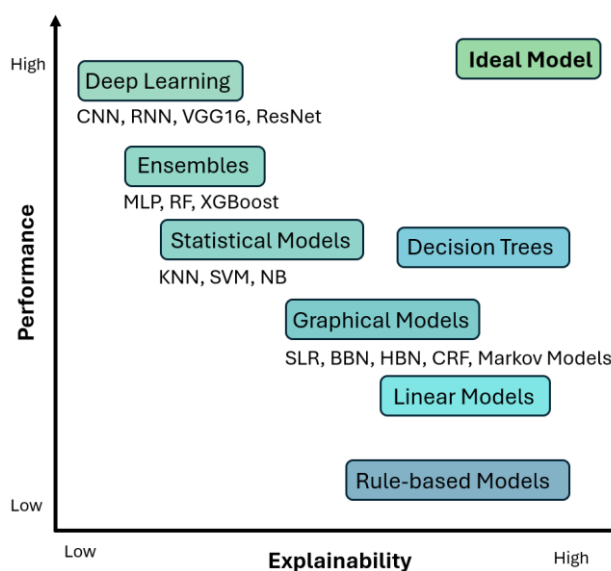 High
Ideal Model
Deep Learning
CNN, RNN, VGG16, ResNet
Ensembles
MLP, RF, XGBoost
Statistical Models
Decision Trees
KNN, SVM, NB
Performance
Graphical Models
SLR, BBN, HBN, CRF, Markov Models
Linear Models
Rule-based Models
Low
Low
Explainability
High